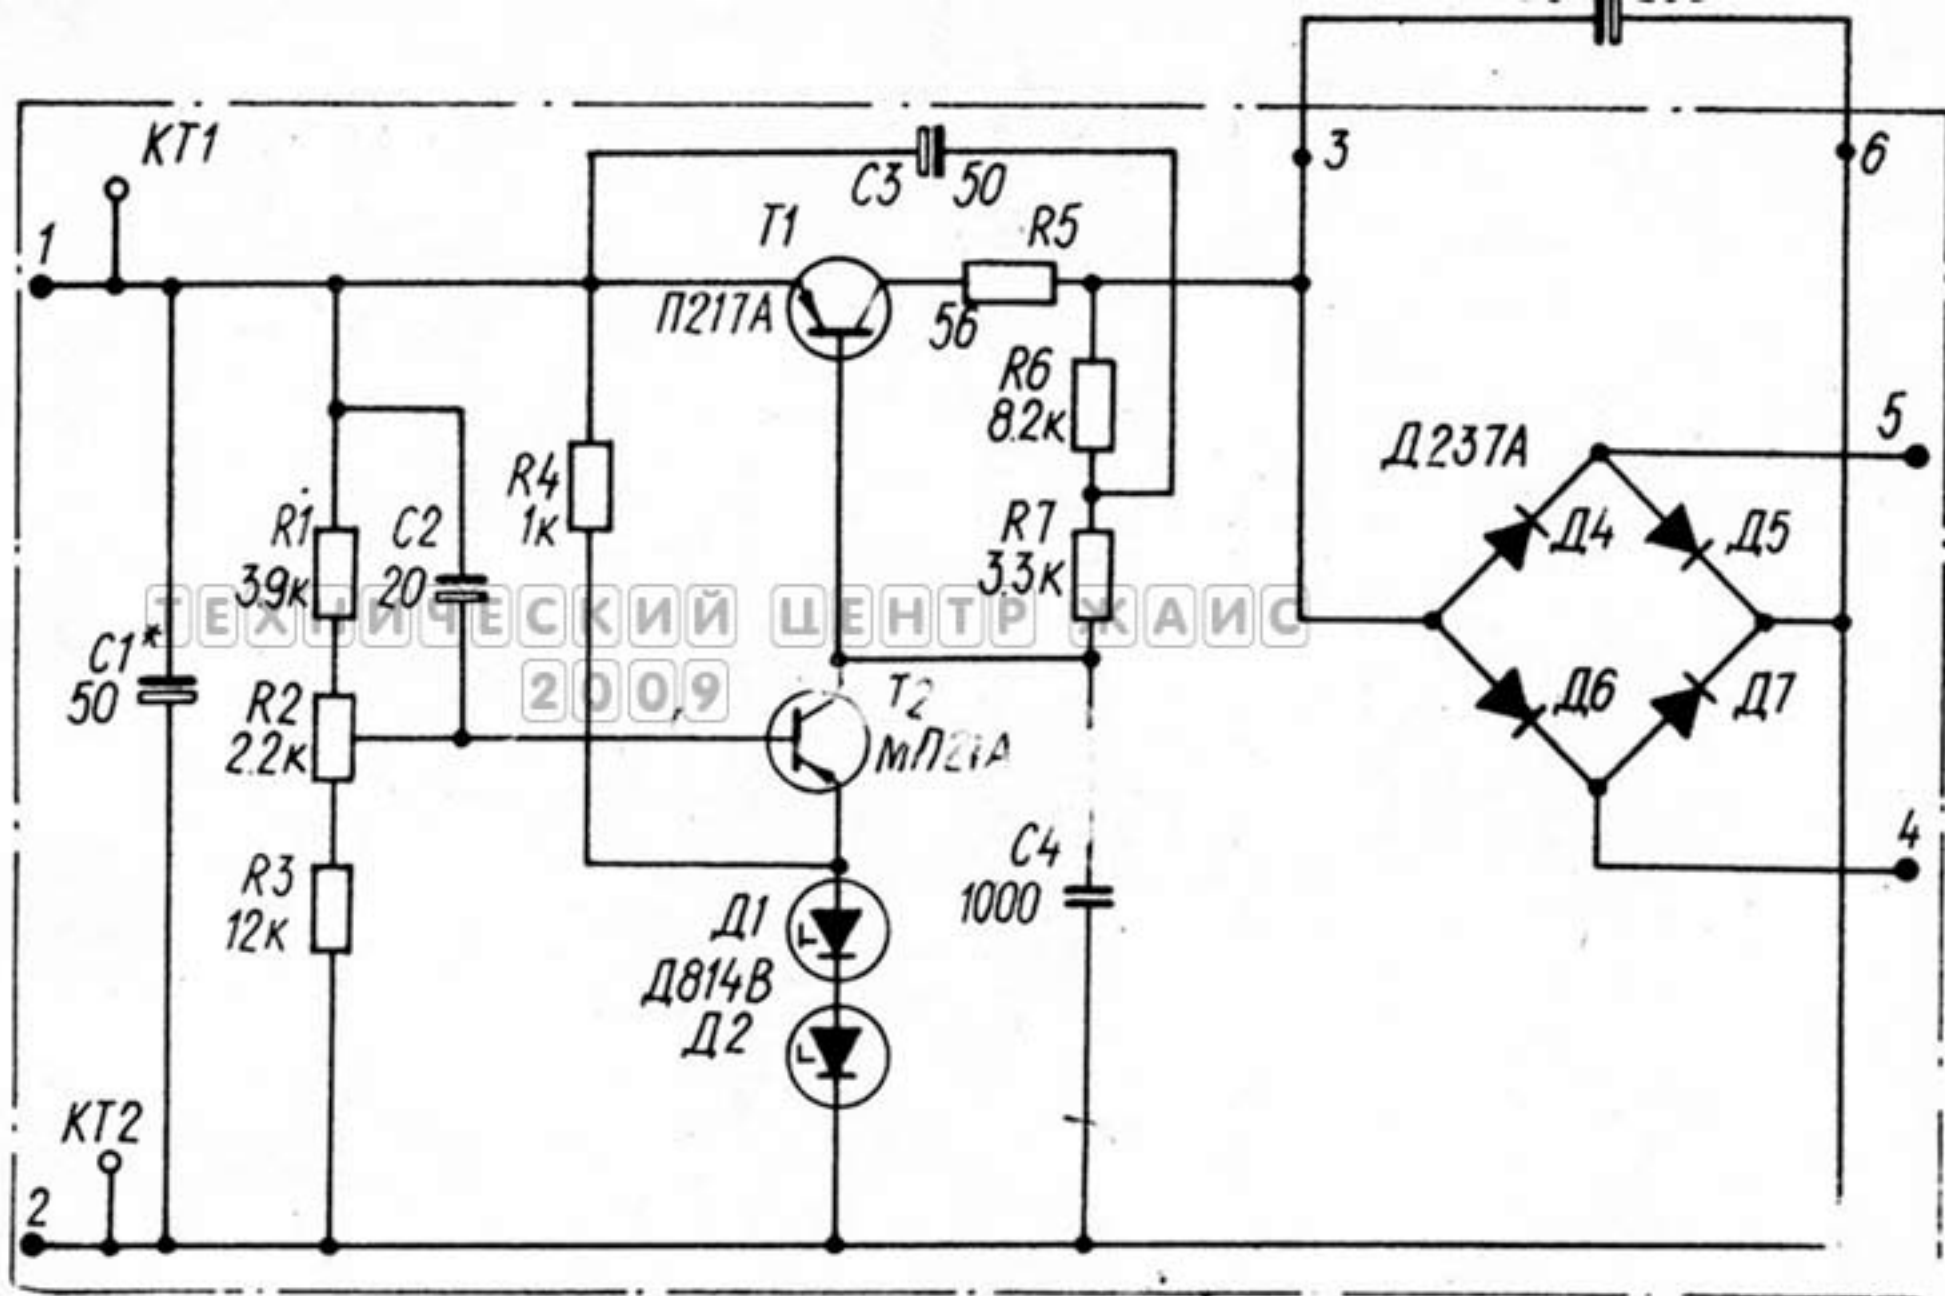 КТ1
3
6
С3 50
1
Т1
R5
П217А
56
R6
8.2к
Д237А
5
R4
1к
R1
3.9к
С2
20
R7
3.3к
Д4
Д5
ТЕХНИЧЕСКИЙ ЦЕНТР ЖАИС
2009
С1*
50
R2
2.2к
Т2
МП21А
Д6
Д7
R3
12к
С4
1000
4
Д1
Д814В
Д2
КТ2
2